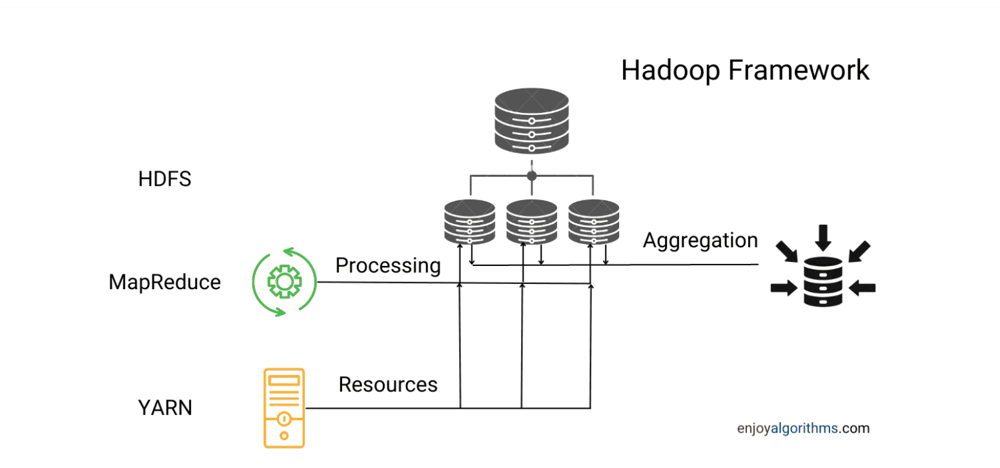 Hadoop Framework
HDFS
Aggregation
Processing
MapReduce
Resources
YARN
enjoyalgorithms.com